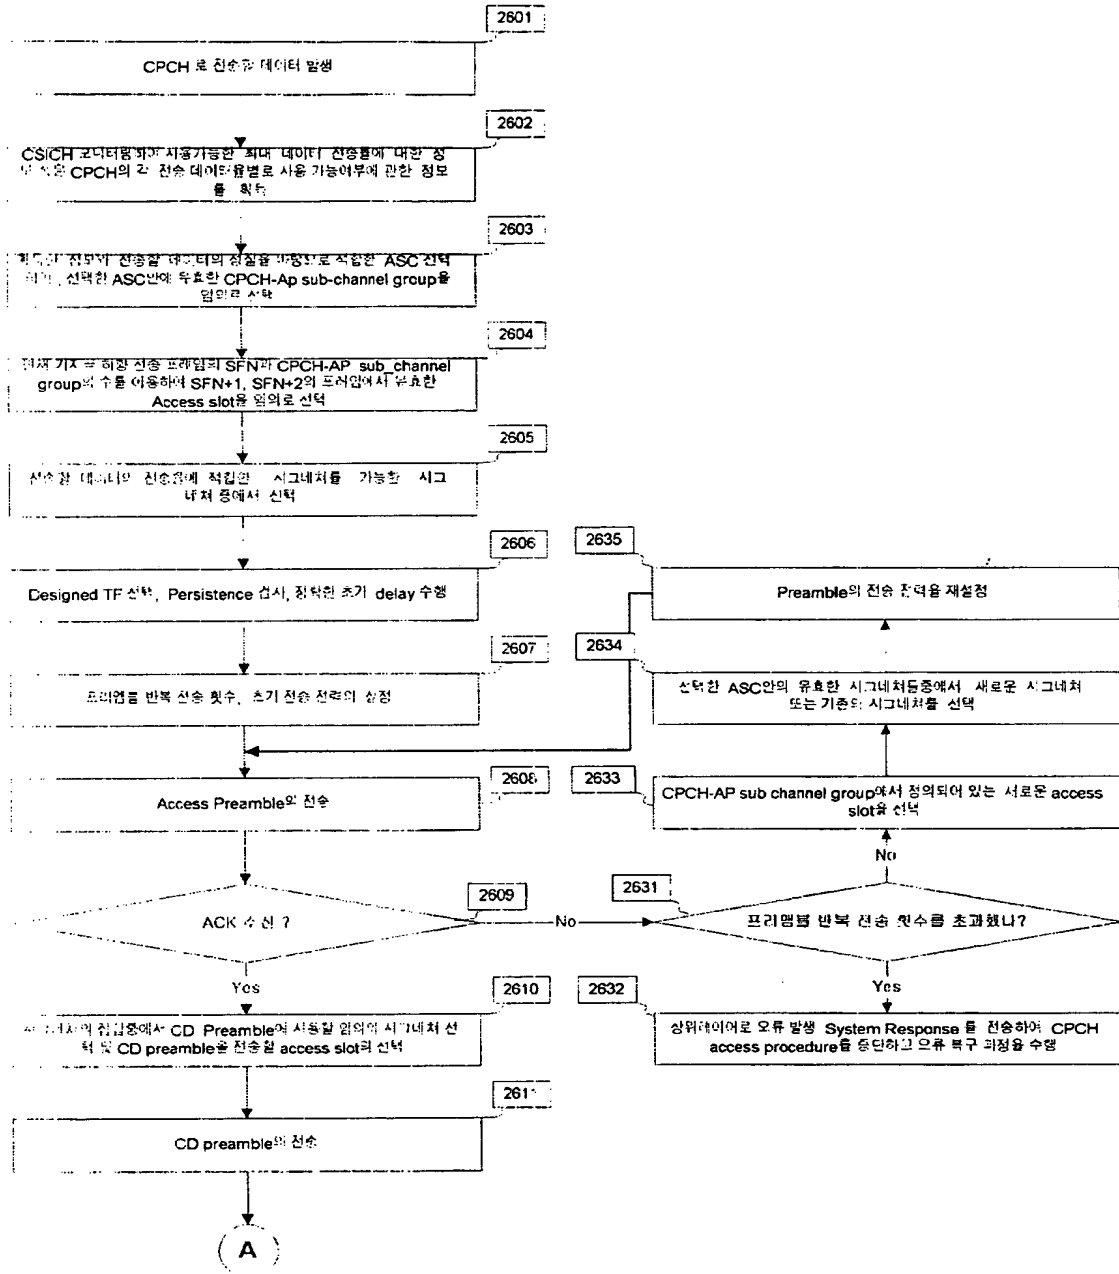 2601
CPCH 로 전송할 데이터 발생
2602
CSICH 모니터링하여 사용가능한 최대 데이터 전송률에 대한 정
CPCH의 각 전송 데이터율별로 사용 가능여부에 관한 정보
를 획득
2603
획득한 정보와 전송할 데이터의 성질을 바탕으로 적합한 ASC 선택
선택한 ASC안에 유효한 CPCH-Ap sub-channel group을
임의로 선택
2604
현재 기지국 하향 전송 프레임의 SFN과 CPCH-AP sub_channel
group의 수를 이용하여 SFN+1, SFN+2의 프레임에서 유효한
Access slot을 임의로 선택
2605
전송할 데이터의 전송율에 적합한 시그네처를 가능한 시그
네쳐 중에서 선택
2606
Designed TF 선택, Persistence 검사, 정확한 초기 delay 수행
2607
프리엠블 반복 전송 횟수, 초기 전송 전력의 설정
2608
Access Preamble의 전송
2609
ACK 수신 ?
No
Yes
2610
집합중에서 CD Preamble에 사용할 임의의 시그네쳐 선
택 및 CD preamble을 전송할 access slot의 선택
2611
CD preamble의 전송
A
2635
Preamble의 전송 전력을 재설정
2634
선택한 ASC안의 유효한 시그네쳐들중에서 새로운 시그네쳐
또는 기존의 시그네쳐를 선택
2633
CPCH-AP sub channel group에서 정의되어 있는 새로운 access
slot을 선택
No
2631
프리앰블 반복 전송 횟수를 초과했나?
Yes
2632
상위레이어로 오류 발생 System Response 를 전송하여 CPCH
access procedure를 중단하고 오류 복구 과정을 수행